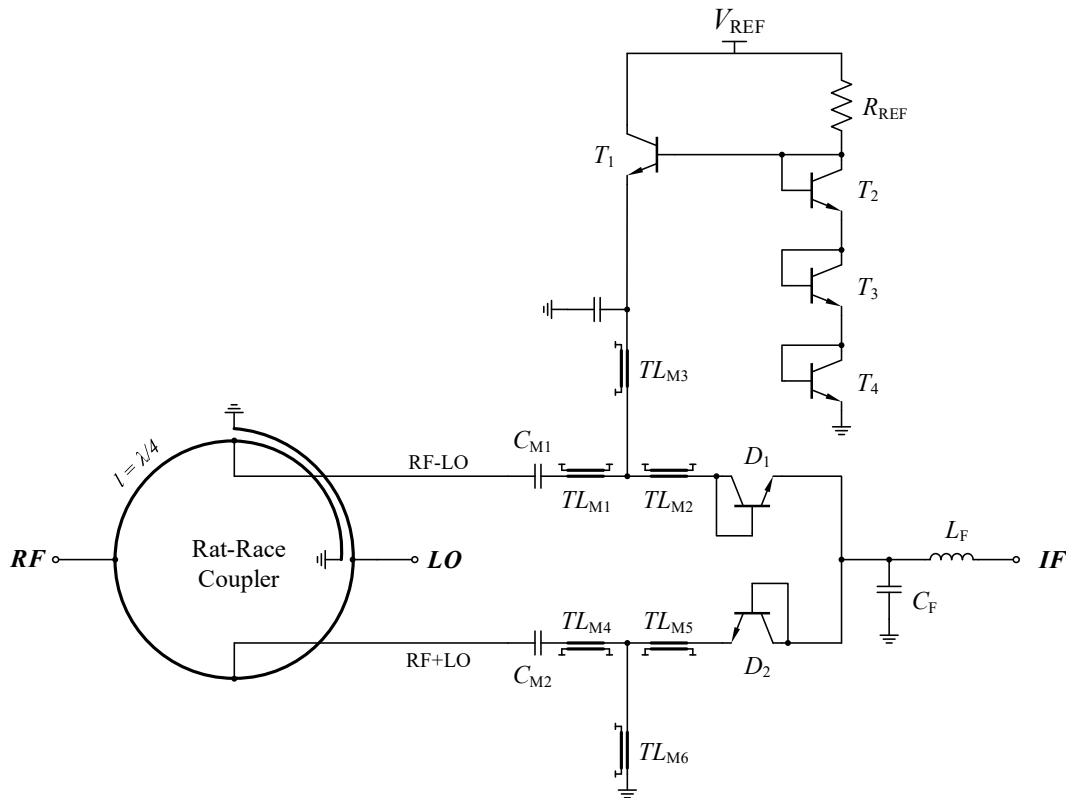 V_REF
R_REF
T_1
T_2
T_3
T_4
TL_M3
l = λ/4
C_M1
RF-LO
TL_M1
TL_M2
D_1
RF
Rat-Race
Coupler
LO
L_F
IF
C_F
TL_M4
TL_M5
RF+LO
C_M2
D_2
TL_M6